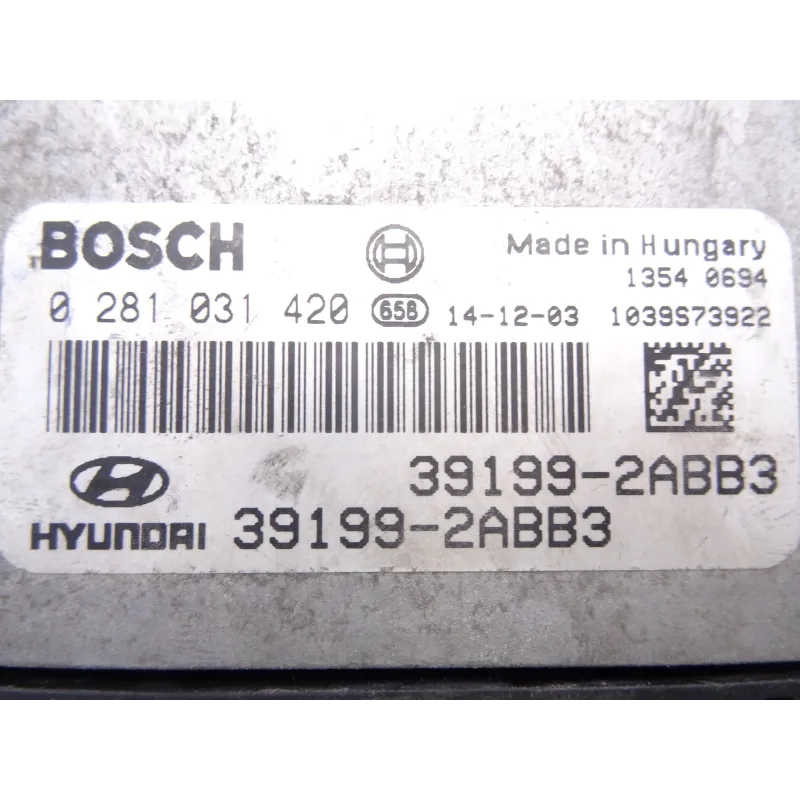 BOSCH Made in Hungary
1354 0694
0 281 031 420 658 14-12-03 1039S73922
39199-2ABB3
HYUNDAI 39199-2ABB3